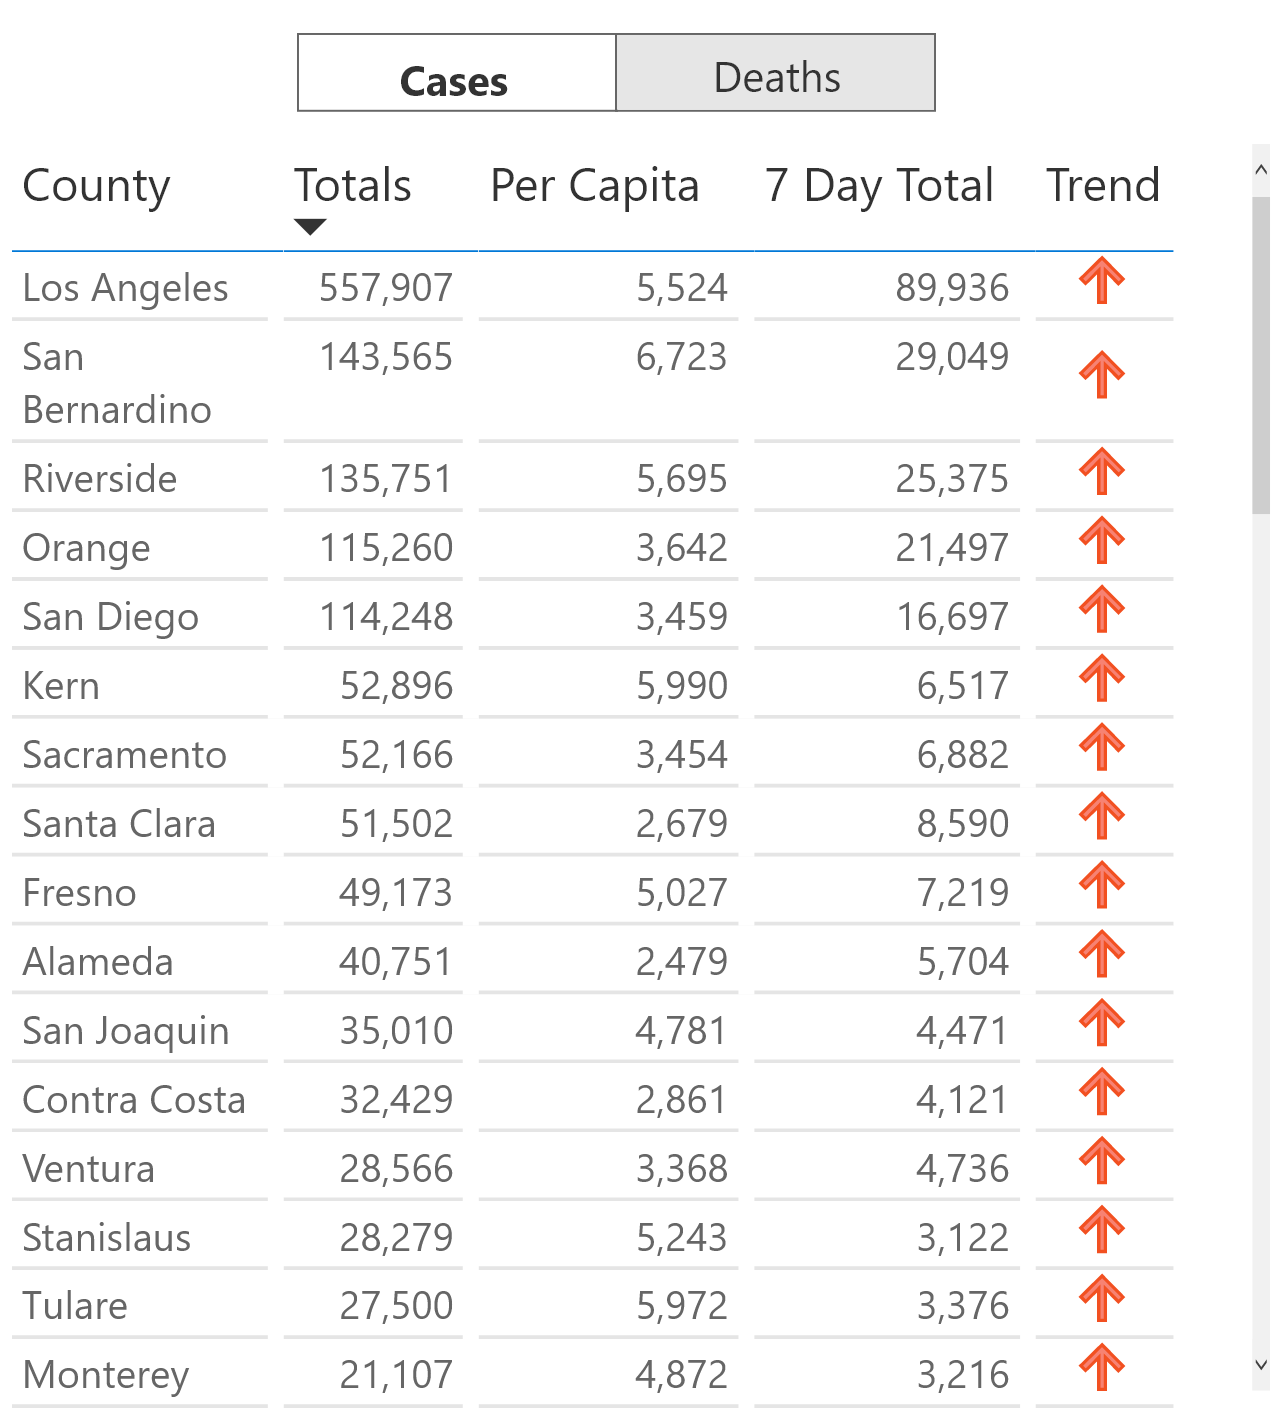 Cases Deaths
County Totals Per Capita 7 Day Total Trend
Los Angeles 557,907 5,524 89,936
San 143,565 6,723 29,049
Bernardino
Riverside 135,751 5,695 25,375
Orange 115,260 3,642 21,497
San Diego 114,248 3,459 16,697
Kern 52,896 5,990 6,517
Sacramento 52,166 3,454 6,882
Santa Clara 51,502 2,679 8,590
Fresno 49,173 5,027 7,219
Alameda 40,751 2,479 5,704
San Joaquin 35,010 4,781 4,471
Contra Costa 32,429 2,861 4,121
Ventura 28,566 3,368 4,736
Stanislaus 28,279 5,243 3,122
Tulare 27,500 5,972 3,376
Monterey 21,107 4,872 3,216